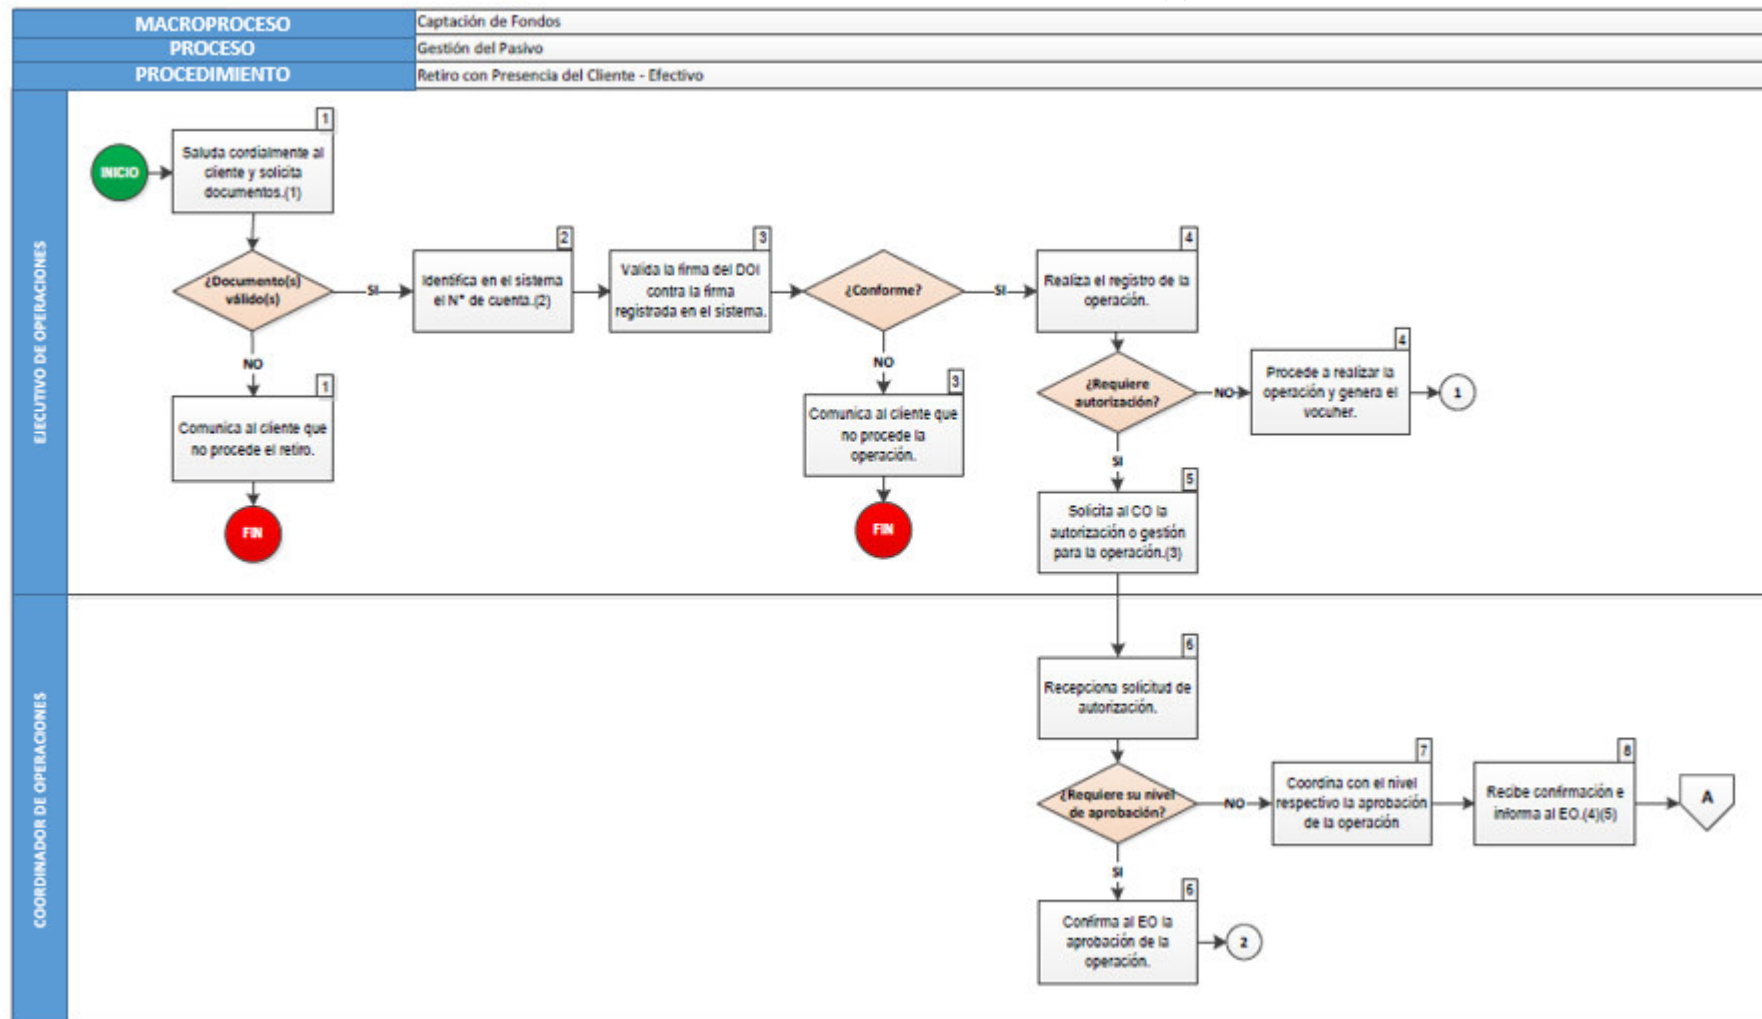 MACROPROCESO
Captación de Fondos
PROCESO
Gestión del Pasivo
PROCEDIMIENTO
Retiro con Presencia del Cliente - Efectivo
EJECUTIVO DE OPERACIONES
INICIO
1
Saluda cordialmente al
cliente y solicita
documentos.(1)
¿Documento(s)
válido(s)
SI
NO
1
Comunica al cliente que
no procede el retiro.
FIN
2
Identifica en el sistema
el N° de cuenta.(2)
3
Valida la firma del DOI
contra la firma
registrada en el sistema.
¿Conforme?
SI
NO
3
Comunica al cliente que
no procede la
operación.
FIN
4
Realiza el registro de la
operación.
¿Requiere
autorización?
NO
4
Procede a realizar la
operación y genera el
vocuher.
1
SI
5
Solicita al CO la
autorización o gestión
para la operación.(3)
COORDINADOR DE OPERACIONES
6
Recepciona solicitud de
autorización.
¿Requiere su nivel
de aprobación?
NO
7
Coordina con el nivel
respectivo la aprobación
de la operación
8
Recibe confirmación e
informa al EO.(4)(5)
A
SI
6
Confirma al EO la
aprobación de la
operación.
2